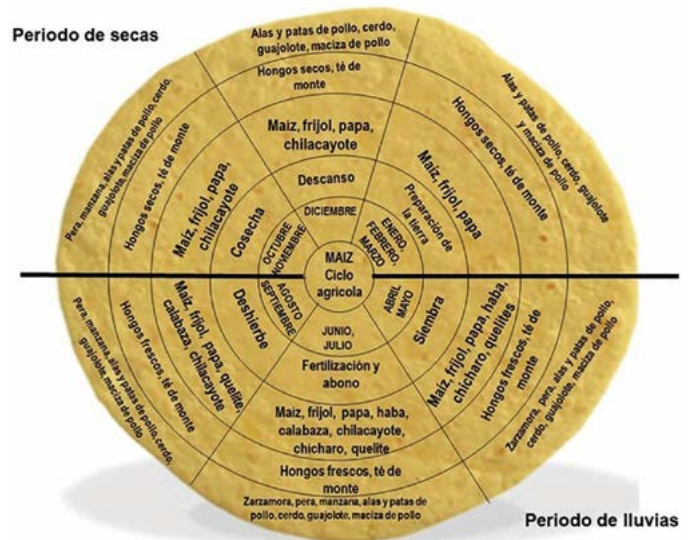 Periodo de secas
Alas y patas de pollo, cerdo,
guajolote, maciza de pollo
Hongos secos, té de
monte
Maíz, frijol, papa,
chilacayote
Descanso
DICIEMBRE
Alas y patas de pollo, cerdo, guajolote
y maciza de pollo
Hongos secos, té de monte
Maíz, frijol, papa
Preparación de
la tierra
ENERO,
FEBRERO,
MARZO
Pera, manzana, alas y patas de pollo, cerdo,
guajolote, maciza de pollo
Hongos secos, té de monte
Maíz, frijol, papa,
chilacayote
Cosecha
OCTUBRE
NOVIEMBRE
MAIZ
Ciclo
agrícola
AGOSTO
SEPTIEMBRE
Deshierbe
Maíz, frijol, papa, quelite,
calabaza, chilacayote
Hongos frescos, té de monte
Pera, manzana, alas y patas de pollo, cerdo,
guajolote, maciza de pollo
ABRIL
MAYO
Siembra
Maíz, frijol, papa, haba,
chícharo, quelites
Hongos frescos, té de
monte
Zarzamora, pera, alas y patas de pollo,
cerdo, guajolote, maciza de pollo
JUNIO,
JULIO
Fertilización y
abono
Maíz, frijol, papa, haba,
calabaza, chilacayote,
chicharo, quelite
Hongos frescos, té de
monte
Zarzamora, pera, manzana, alas y patas de
pollo, cerdo, guajolote, maciza de pollo
Periodo de lluvias